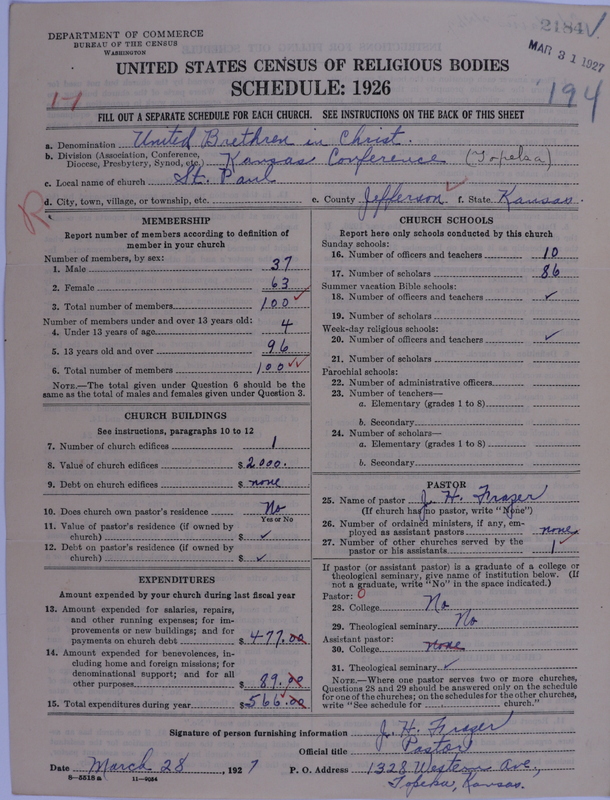 2184
DEPARTMENT OF COMMERCE
BUREAU OF THE CENSUS
WASHINGTON
MAR 31 1927
UNITED STATES CENSUS OF RELIGIOUS BODIES
SCHEDULE: 1926
17
194
FILL OUT A SEPARATE SCHEDULE FOR EACH CHURCH. SEE INSTRUCTIONS ON THE BACK OF THIS SHEET
a. Denomination United Brethren in Christ.
b. Division (Association, Conference, Diocese, Presbytery, Synod, etc.) Kansas Conference (Topeka)
c. Local name of church St. Paul
d. City, town, village, or township, etc. e. County Jefferson ✓ f. State Kansas.
R
MEMBERSHIP
Report number of members according to definition of
member in your church
Number of members, by sex:
1. Male 37
2. Female 63
3. Total number of members 100 ✓
Number of members under and over 13 years old:
4. Under 13 years of age 4
5. 13 years old and over 96
6. Total number of members 100 ✓✓
NOTE.—The total given under Question 6 should be the
same as the total of males and females given under Question 3.
CHURCH BUILDINGS
See instructions, paragraphs 10 to 12
7. Number of church edifices 1
8. Value of church edifices $ 2000.
9. Debt on church edifices $ none
10. Does church own pastor's residence No
Yes or No
11. Value of pastor's residence (if owned by
church) $ ✓
12. Debt on pastor's residence (if owned by
church) $ ✓
EXPENDITURES
Amount expended by your church during last fiscal year
13. Amount expended for salaries, repairs,
and other running expenses; for im-
provements or new buildings; and for
payments on church debt $ 477.00
14. Amount expended for benevolences, in-
cluding home and foreign missions; for
denominational support; and for all
other purposes $ 89.00
15. Total expenditures during year $ 566.00
CHURCH SCHOOLS
Report here only schools conducted by this church
Sunday schools:
16. Number of officers and teachers 10
17. Number of scholars 86
Summer vacation Bible schools:
18. Number of officers and teachers ✓
19. Number of scholars
Week-day religious schools:
20. Number of officers and teachers ✓
21. Number of scholars
Parochial schools:
22. Number of administrative officers
23. Number of teachers—
a. Elementary (grades 1 to 8)
b. Secondary
24. Number of scholars—
a. Elementary (grades 1 to 8)
b. Secondary
PASTOR
25. Name of pastor J. H. Frazer
(If church has no pastor, write "None")
26. Number of ordained ministers, if any, em-
ployed as assistant pastors none
27. Number of other churches served by the
pastor or his assistants 1 ✓
If pastor (or assistant pastor) is a graduate of a college or
theological seminary, give name of institution below. (If
not a graduate, write "No" in the space indicated.)
Pastor: 0
28. College No
29. Theological seminary No
Assistant pastor:
30. College none
31. Theological seminary ✓
NOTE.—Where one pastor serves two or more churches,
Questions 28 and 29 should be answered only on the schedule
for one of the churches; on the schedules for the other churches,
write "See schedule for church."
Signature of person furnishing information J. H. Frazer
Official title Pastor
Date March 28, 1927 P. O. Address 1328 Western Ave.,
8—5518a 11—9054 Topeka, Kansas.